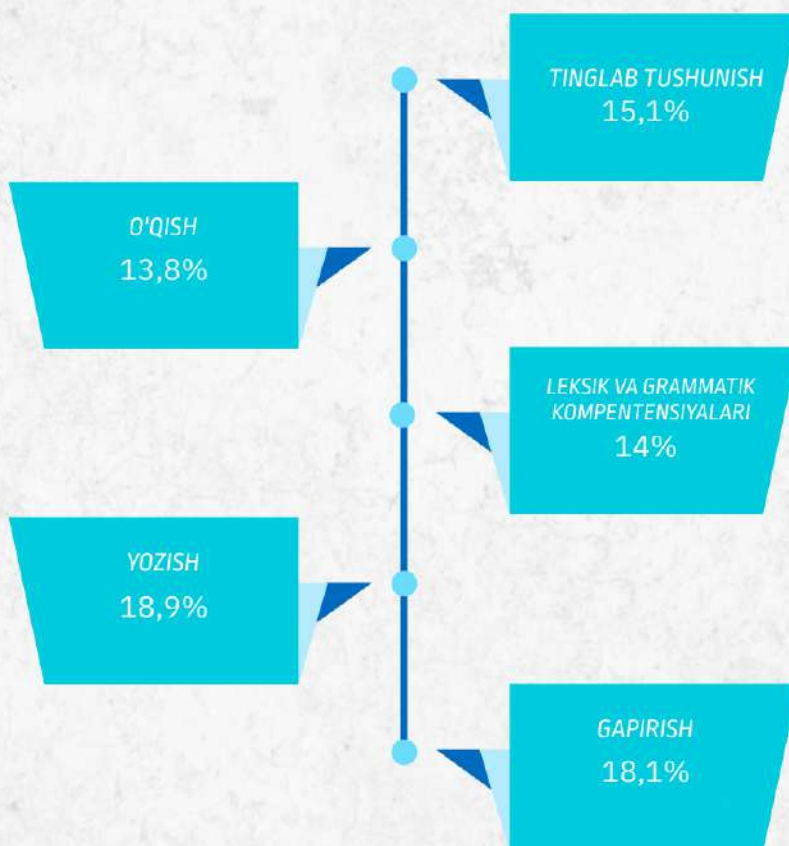 TINGLAB TUSHUNISH
15,1%
O'QISH
13,8%
LEKSIK VA GRAMMATIK
KOMPENTENSIYALARI
14%
YOZISH
18,9%
GAPIRISH
18,1%